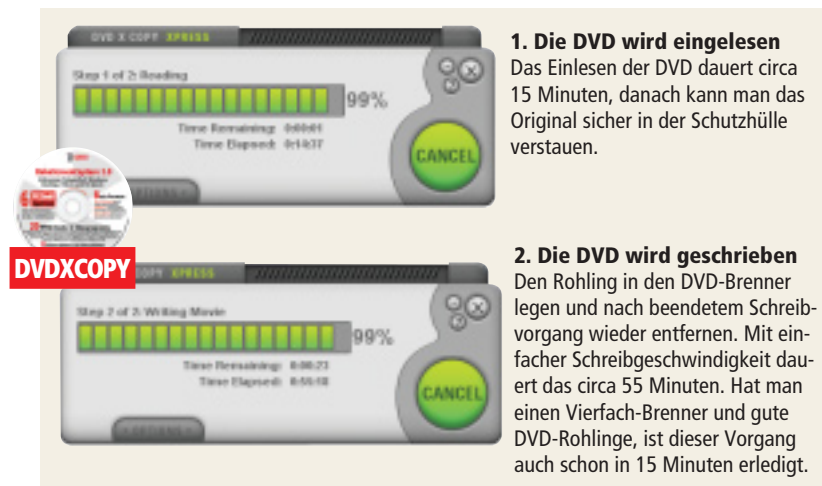 DVD X COPY XPRESS
Step 1 of 2: Reading
99%
Time Remaining: 0:00:01
Time Elapsed: 0:14:37
CANCEL
OPTIONS
1. Die DVD wird eingelesen
Das Einlesen der DVD dauert circa
15 Minuten, danach kann man das
Original sicher in der Schutzhülle
verstauen.
DVDXCOPY
COPY XPRESS
Step 2 of 2: Writing Movie
99%
Time Remaining: 0:00:23
Time Elapsed: 0:55:18
CANCEL
OPTIONS
2. Die DVD wird geschrieben
Den Rohling in den DVD-Brenner
legen und nach beendetem Schreib-
vorgang wieder entfernen. Mit ein-
facher Schreibgeschwindigkeit dau-
ert das circa 55 Minuten. Hat man
einen Vierfach-Brenner und gute
DVD-Rohlinge, ist dieser Vorgang
auch schon in 15 Minuten erledigt.